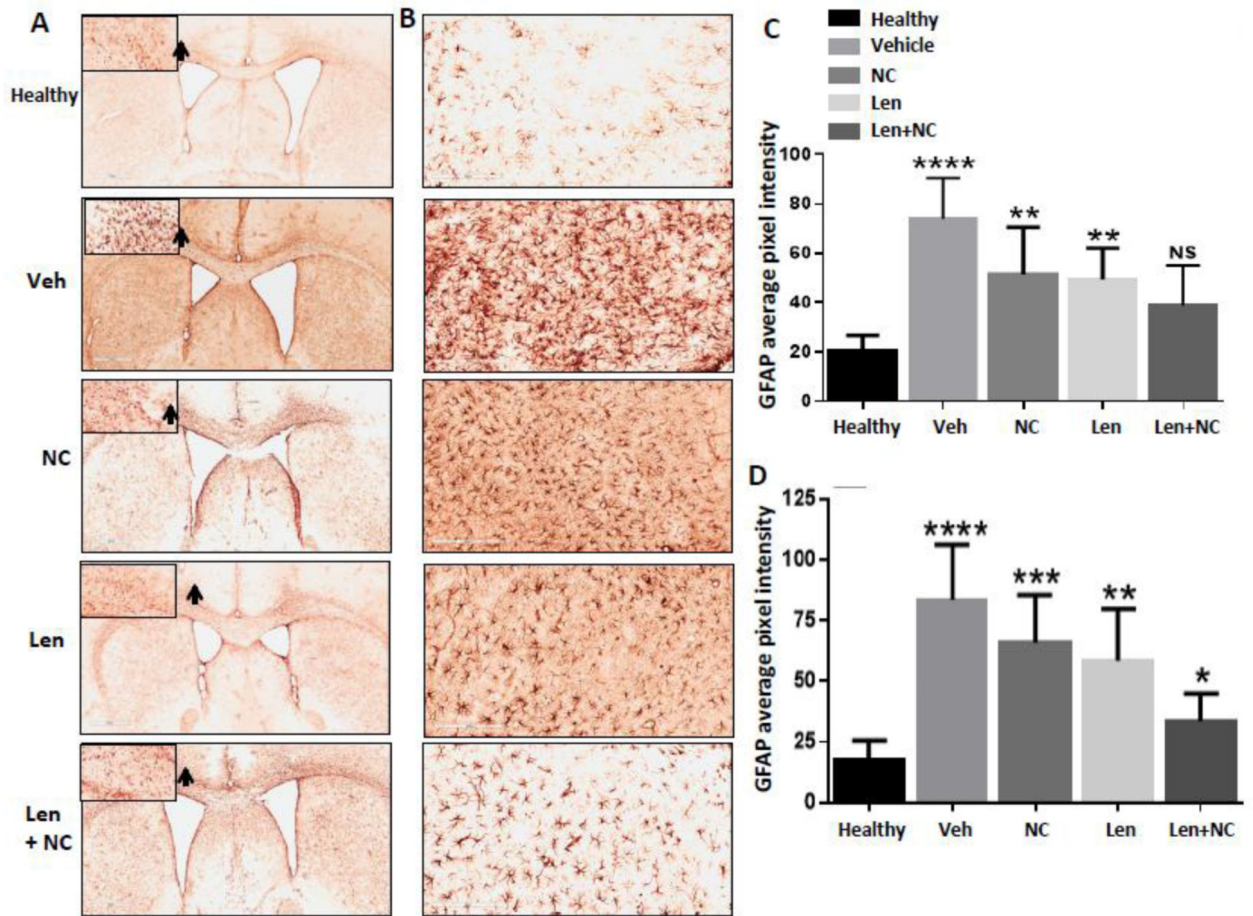 A
Healthy
Veh
NC
Len
Len
+ NC
B
C
Healthy
Vehicle
NC
Len
Len+NC
GFAP average pixel intensity
100
80
60
40
20
0
****
**
**
NS
Healthy
Veh
NC
Len
Len+NC
D
GFAP average pixel intensity
125
100
75
50
25
0
****
***
**
*
Healthy
Veh
NC
Len
Len+NC